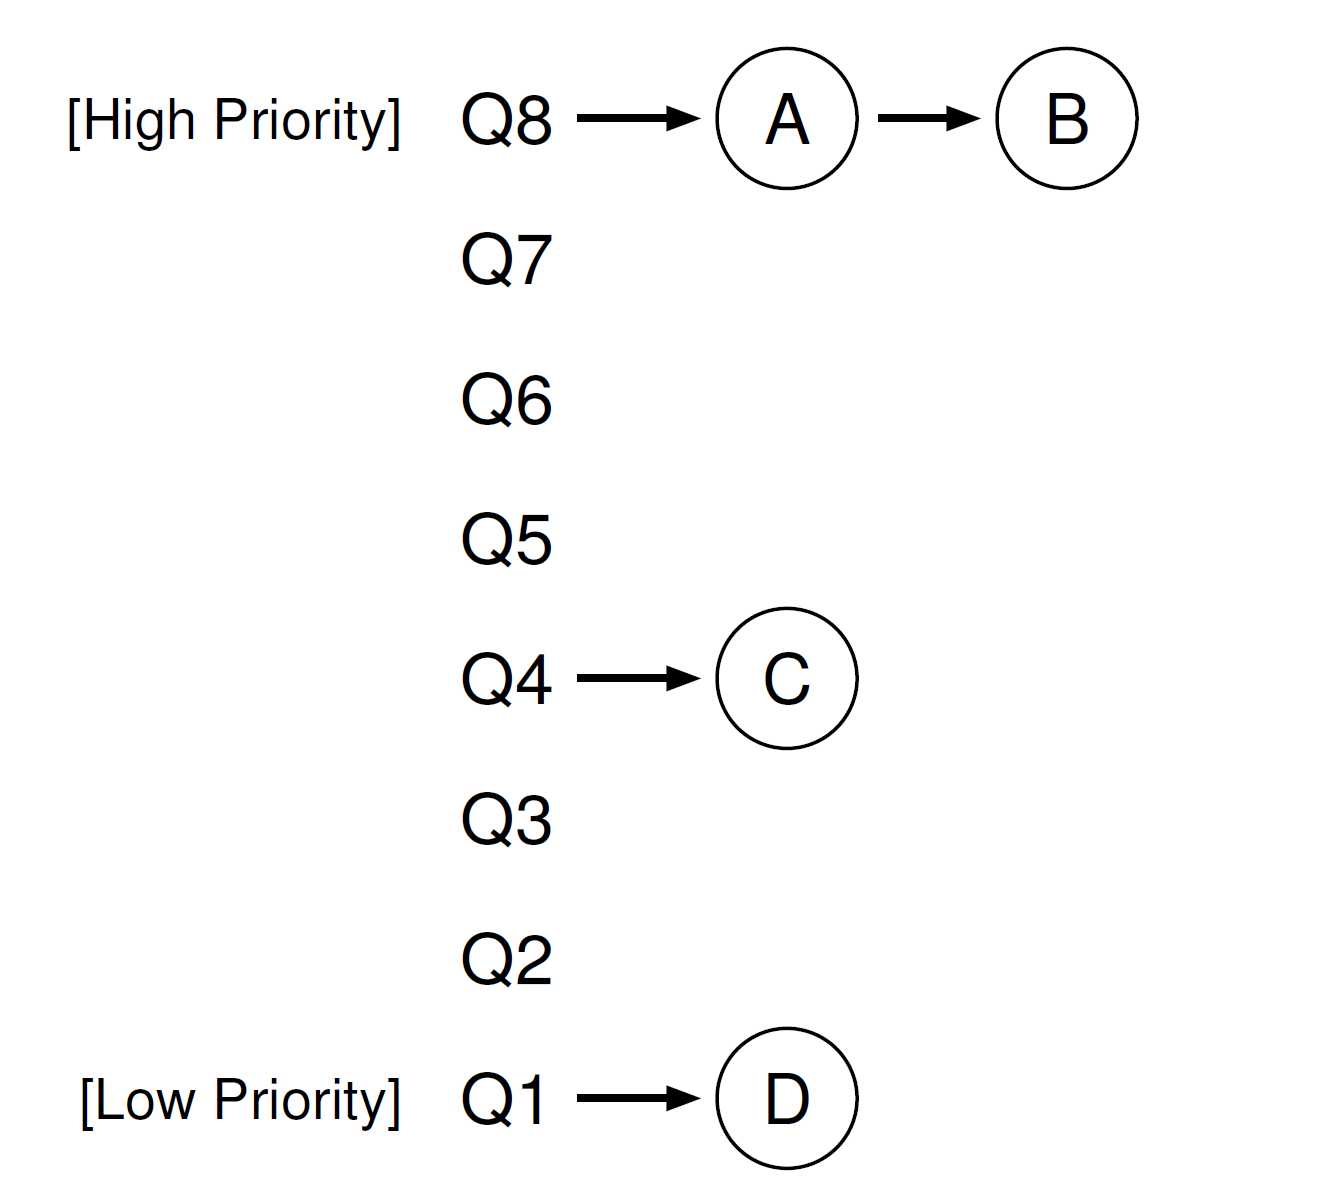 [High Priority] Q8 A B
Q7
Q6
Q5
Q4 C
Q3
Q2
[Low Priority] Q1 D